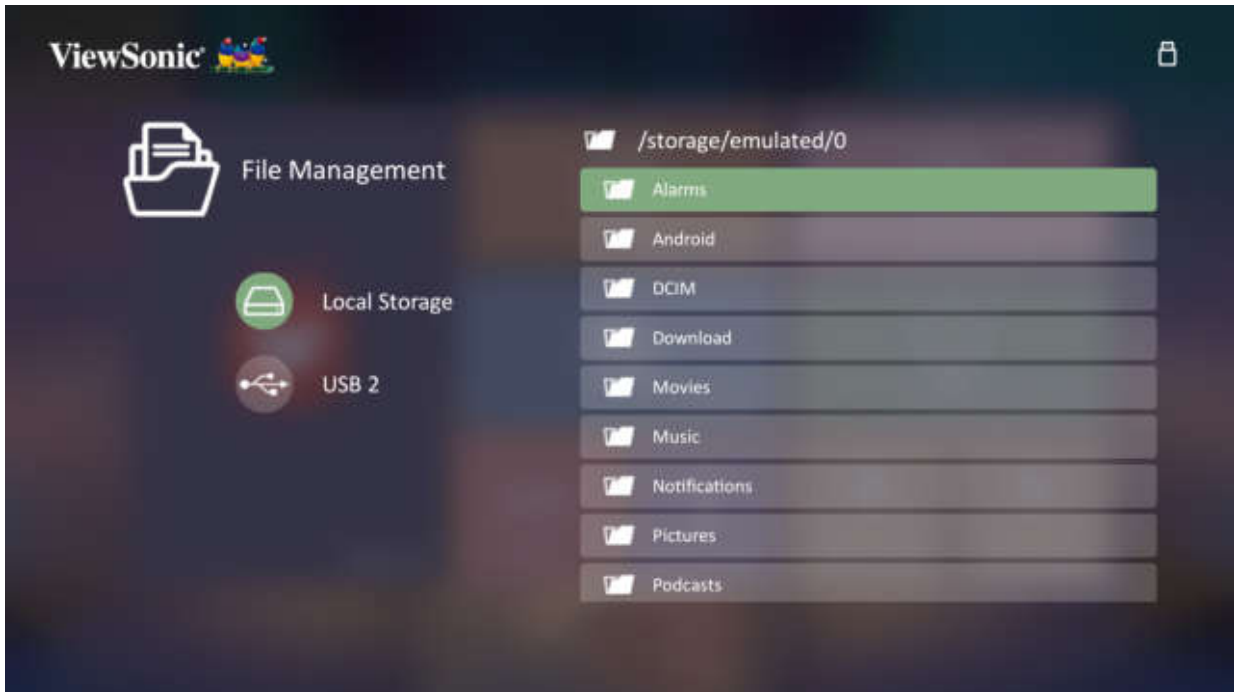 ViewSonic
File Management
Local Storage
USB 2
/storage/emulated/0
Alarms
Android
DCIM
Download
Movies
Music
Notifications
Pictures
Podcasts